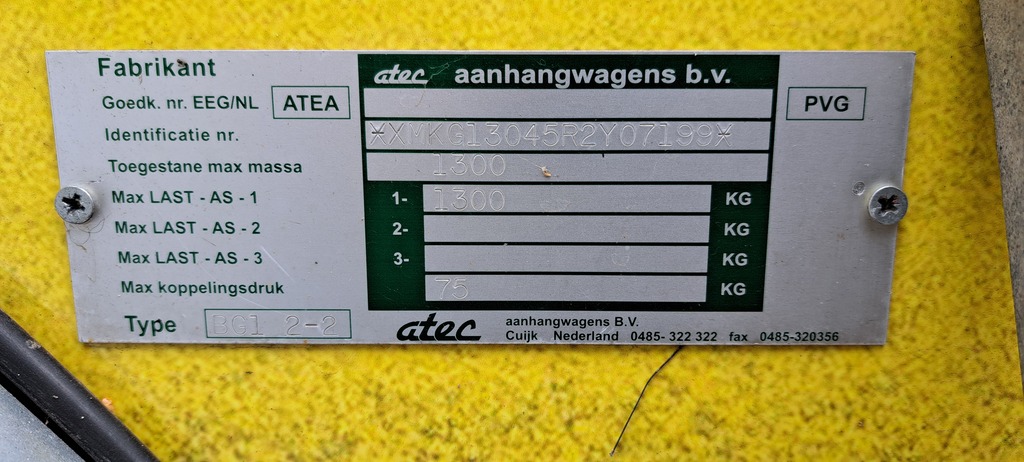 Fabrikant atec aanhangwagens b.v.
Goedk. nr. EEG/NL ATEA PVG
Identificatie nr. *XMKG13045R2Y07199*
Toegestane max massa 1300
Max LAST - AS - 1 1- 1300 KG
Max LAST - AS - 2 2- KG
Max LAST - AS - 3 3- KG
Max koppelingsdruk 75 KG
Type BG1 2-2 atec aanhangwagens B.V.
Cuijk Nederland 0485- 322 322 fax 0485-320356